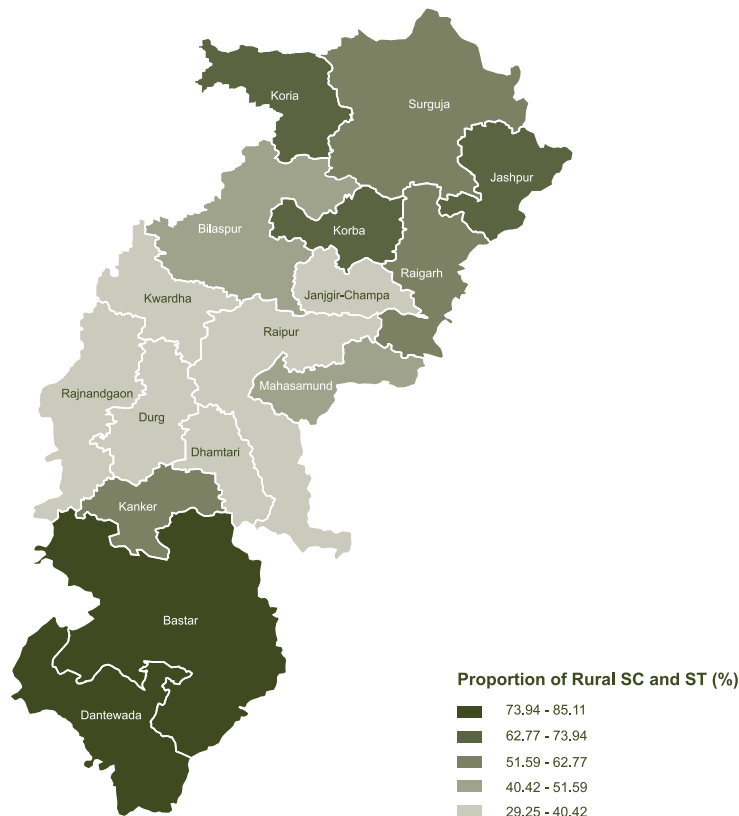 Koria
Surguja
Jashpur
Bilaspur
Korba
Raigarh
Janjgir-Champa
Kwardha
Raipur
Rajnandgaon
Mahasamund
Durg
Dhamtari
Kanker
Bastar
Dantewada
Proportion of Rural SC and ST (%)
73.94 - 85.11
62.77 - 73.94
51.59 - 62.77
40.42 - 51.59
29.25 - 40.42